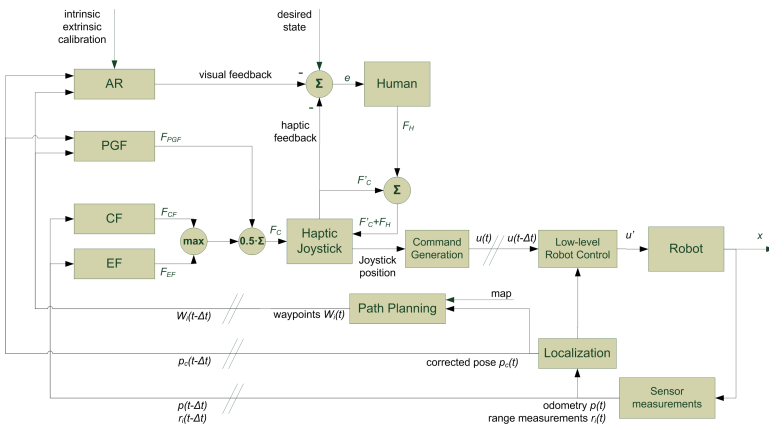 intrinsic
extrinsic
calibration
desired
state
AR
visual feedback
-
Σ
e
Human
-
haptic
feedback
F_H
PGF
F_PGF
F'_C
Σ
CF
F_CF
max
0.5·Σ
F_C
Haptic
Joystick
F'_C+F_H
Joystick
position
Command
Generation
u(t)
u(t-Δt)
Low-level
Robot Control
u'
Robot
x
EF
F_EF
map
Path Planning
W_i(t-Δt)
waypoints W_i(t)
p_c(t-Δt)
corrected pose p_c(t)
Localization
p(t-Δt)
r_i(t-Δt)
odometry p(t)
range measurements r_i(t)
Sensor
measurements